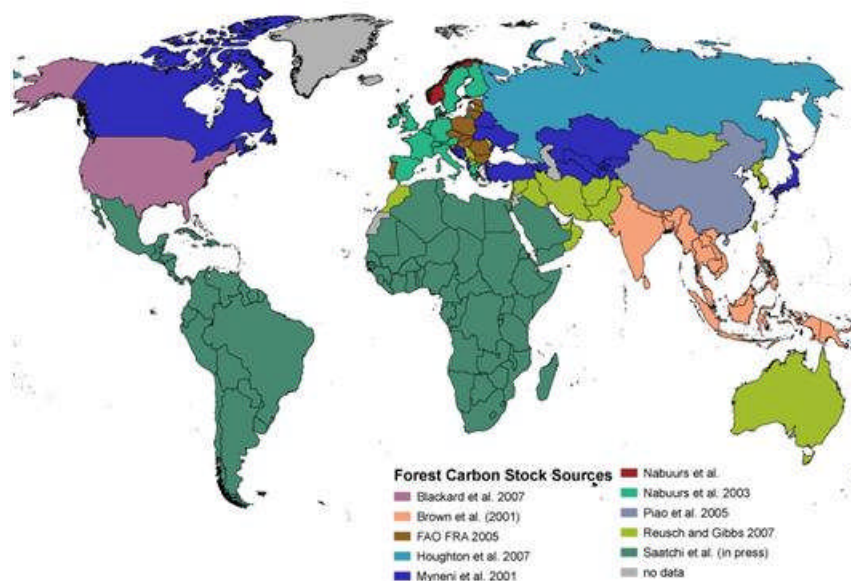 Forest Carbon Stock Sources
Blackard et al. 2007
Brown et al. (2001)
FAO FRA 2005
Houghton et al. 2007
Myneni et al. 2001
Nabuurs et al.
Nabuurs et al. 2003
Piao et al. 2005
Reusch and Gibbs 2007
Saatchi et al. (in press)
no data